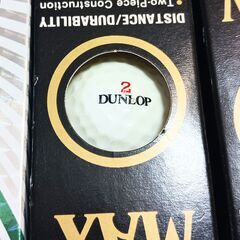 DISTANCE/DURABILITY
• Two-Piece Construction
2
DUNLOP
MAX